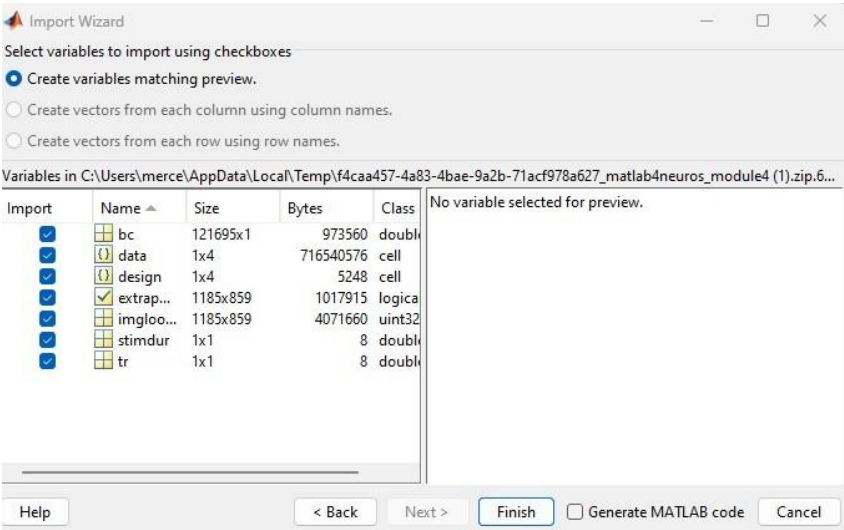 Import Wizard
Select variables to import using checkboxes
Create variables matching preview.
Create vectors from each column using column names.
Create vectors from each row using row names.
Variables in C:\Users\merce\AppData\Local\Temp\f4caa457-4a83-4bae-9a2b-71acf978a627_matlab4neuros_module4 (1).zip.6...
Import Name Size Bytes Class No variable selected for preview.
bc 121695x1 973560 double
data 1x4 716540576 cell
design 1x4 5248 cell
extrap... 1185x859 1017915 logica
imgloo... 1185x859 4071660 uint32
stimdur 1x1 8 double
tr 1x1 8 double
Help < Back Next > Finish Generate MATLAB code Cancel